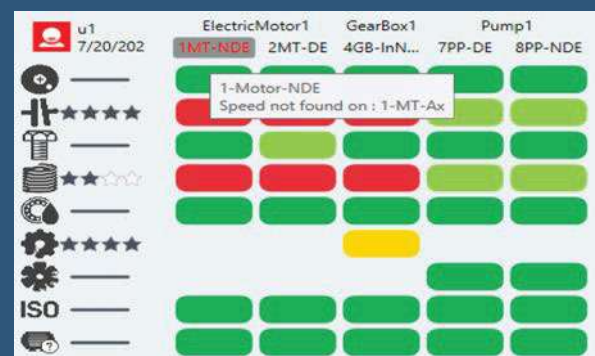 u1
7/20/202
ElectricMotor1 GearBox1 Pump1
1MT-NDE 2MT-DE 4GB-InN... 7PP-DE 8PP-NDE
1-Motor-NDE
Speed not found on : 1-MT-Ax
ISO
?